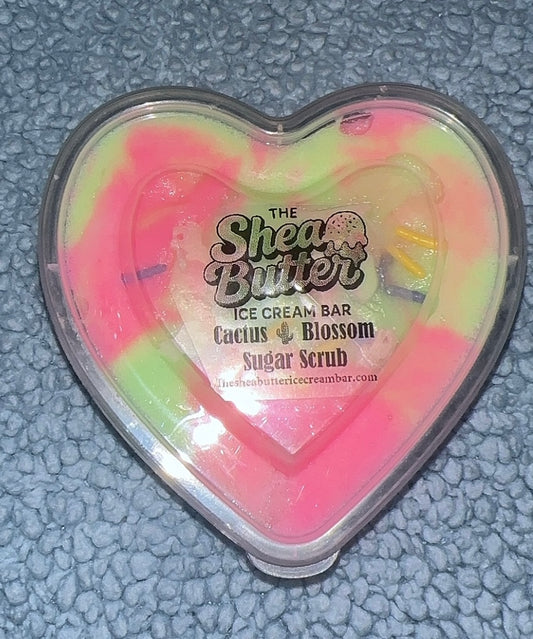 THE
Shea
Butter
ICE CREAM BAR
Cactus Blossom
Sugar Scrub
Thesheabuttericecreambar.com